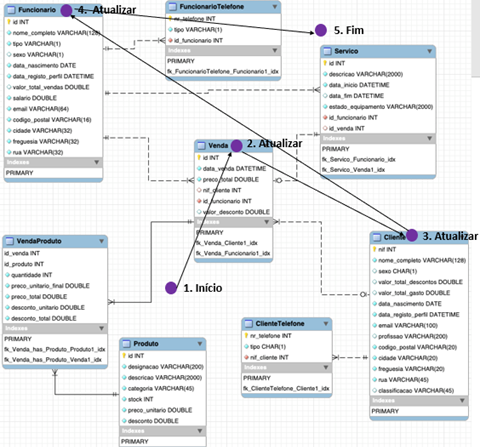 Funcionario
id INT
nome_completo VARCHAR(128)
tipo VARCHAR(1)
sexo VARCHAR(1)
data_nascimento DATE
data_registo_perfil DATETIME
valor_total_vendas DOUBLE
salario DOUBLE
email VARCHAR(64)
codigo_postal VARCHAR(16)
cidade VARCHAR(32)
freguesia VARCHAR(32)
rua VARCHAR(32)
Indexes
PRIMARY
4. Atualizar
FuncionarioTelefone
nr_telefone INT
tipo VARCHAR(1)
id_funcionario INT
Indexes
PRIMARY
fk_FuncionarioTelefone_Funcionario1_idx
5. Fim
Servico
id INT
descricao VARCHAR(2000)
data_inicio DATETIME
data_fim DATETIME
estado_equipamento VARCHAR(2000)
id_funcionario INT
id_venda INT
Indexes
PRIMARY
fk_Servico_Funcionario_idx
fk_Servico_Venda1_idx
Venda
2. Atualizar
id INT
data_venda DATETIME
preco_total DOUBLE
nif_cliente INT
id_funcionario INT
valor_desconto DOUBLE
Indexes
PRIMARY
fk_Venda_Cliente1_idx
fk_Venda_Funcionario1_idx
1. Início
VendaProduto
id_venda INT
id_produto INT
quantidade INT
preco_unitario_final DOUBLE
preco_total DOUBLE
desconto_unitario DOUBLE
desconto_total DOUBLE
Indexes
PRIMARY
fk_Venda_has_Produto_Produto1_idx
fk_Venda_has_Produto_Venda1_idx
Produto
id INT
designacao VARCHAR(200)
descricao VARCHAR(2000)
categoria VARCHAR(45)
stock INT
preco_unitario DOUBLE
desconto DOUBLE
Indexes
PRIMARY
ClienteTelefone
nr_telefone INT
tipo VARCHAR(1)
nif_cliente INT
Indexes
PRIMARY
fk_ClienteTelefone_Cliente1_idx
Cliente
3. Atualizar
nif INT
nome_completo VARCHAR(128)
sexo CHAR(1)
valor_total_descontos DOUBLE
valor_total_gasto DOUBLE
data_nascimento DATE
data_registo_perfil DATETIME
email VARCHAR(100)
profissao VARCHAR(200)
codigo_postal VARCHAR(20)
cidade VARCHAR(20)
freguesia VARCHAR(20)
rua VARCHAR(45)
classificacao VARCHAR(45)
Indexes
PRIMARY